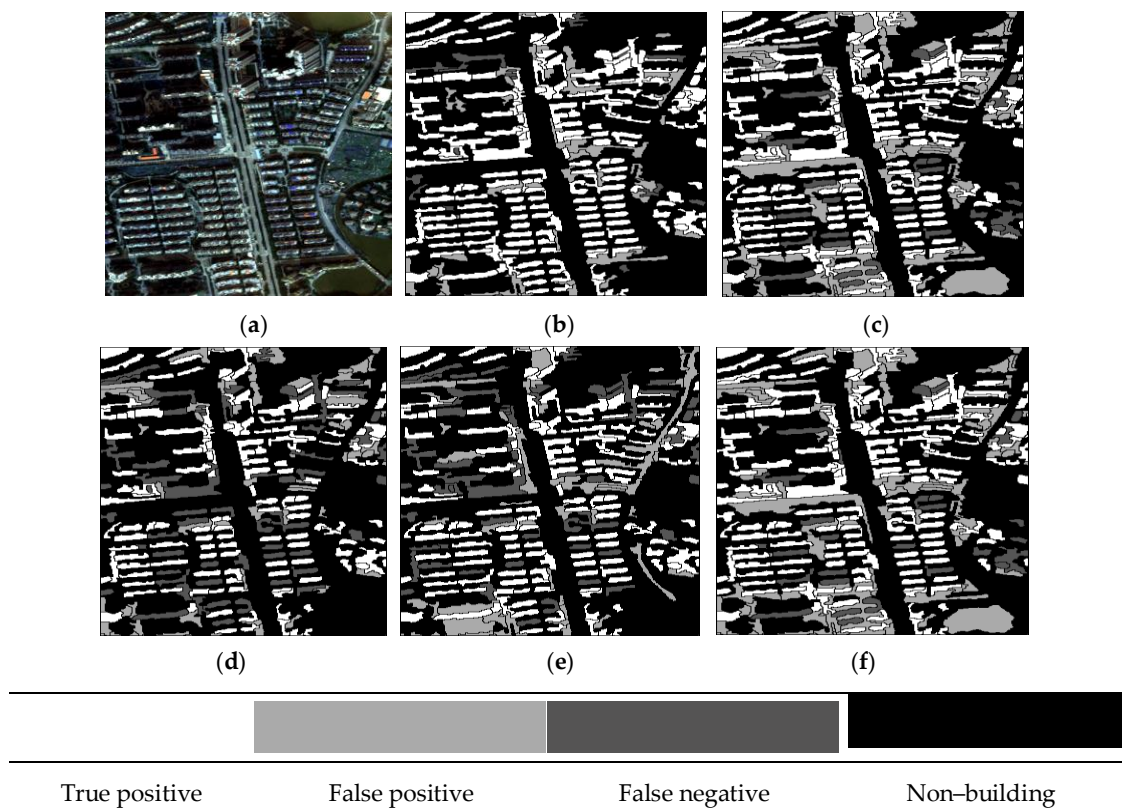 (a)
(b)
(c)
(d)
(e)
(f)
True positive
False positive
False negative
Non–building